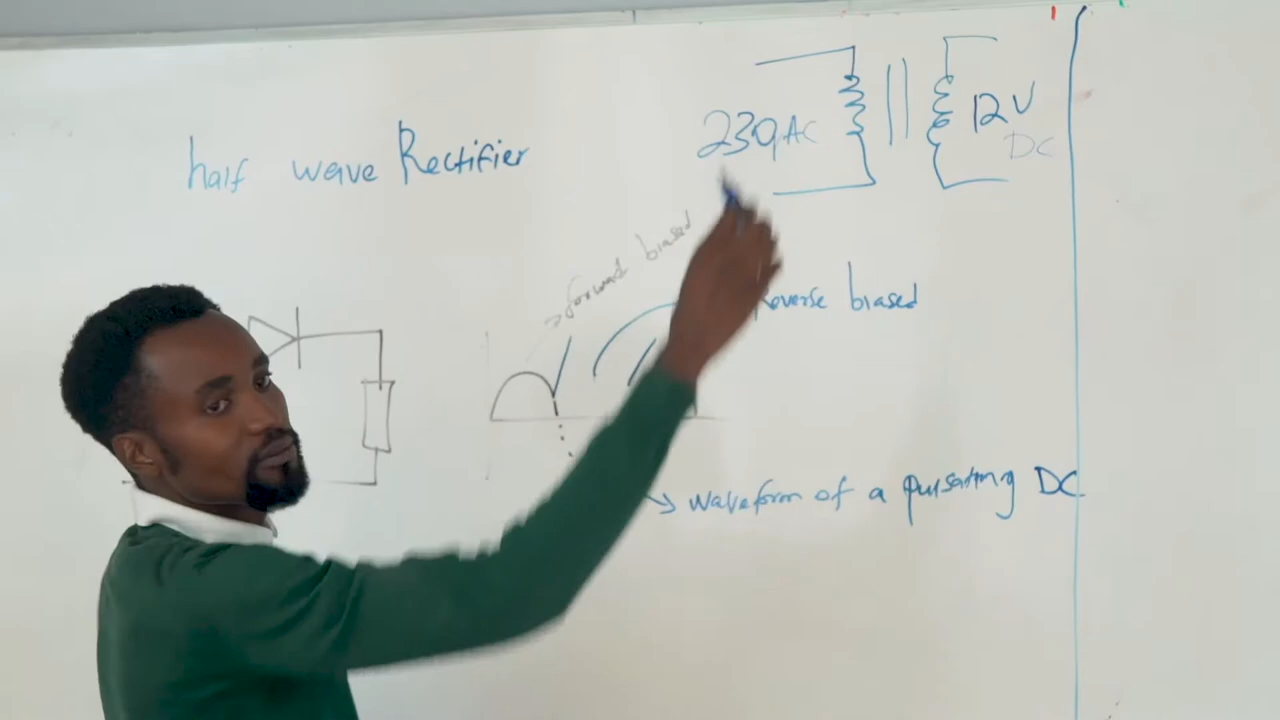 230 AC
12V
DC
half wave Rectifier
forward biased
Reverse biased
Waveform of a pulsating DC